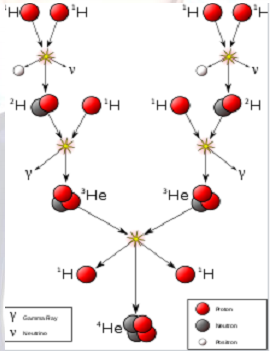 ¹H ¹H ¹H ¹H
ν ν
²H ¹H ¹H ²H
γ γ
³He ³He
¹H ¹H
⁴He
γ Gamma Ray
ν Neutrino
Proton
Neutron
Positron